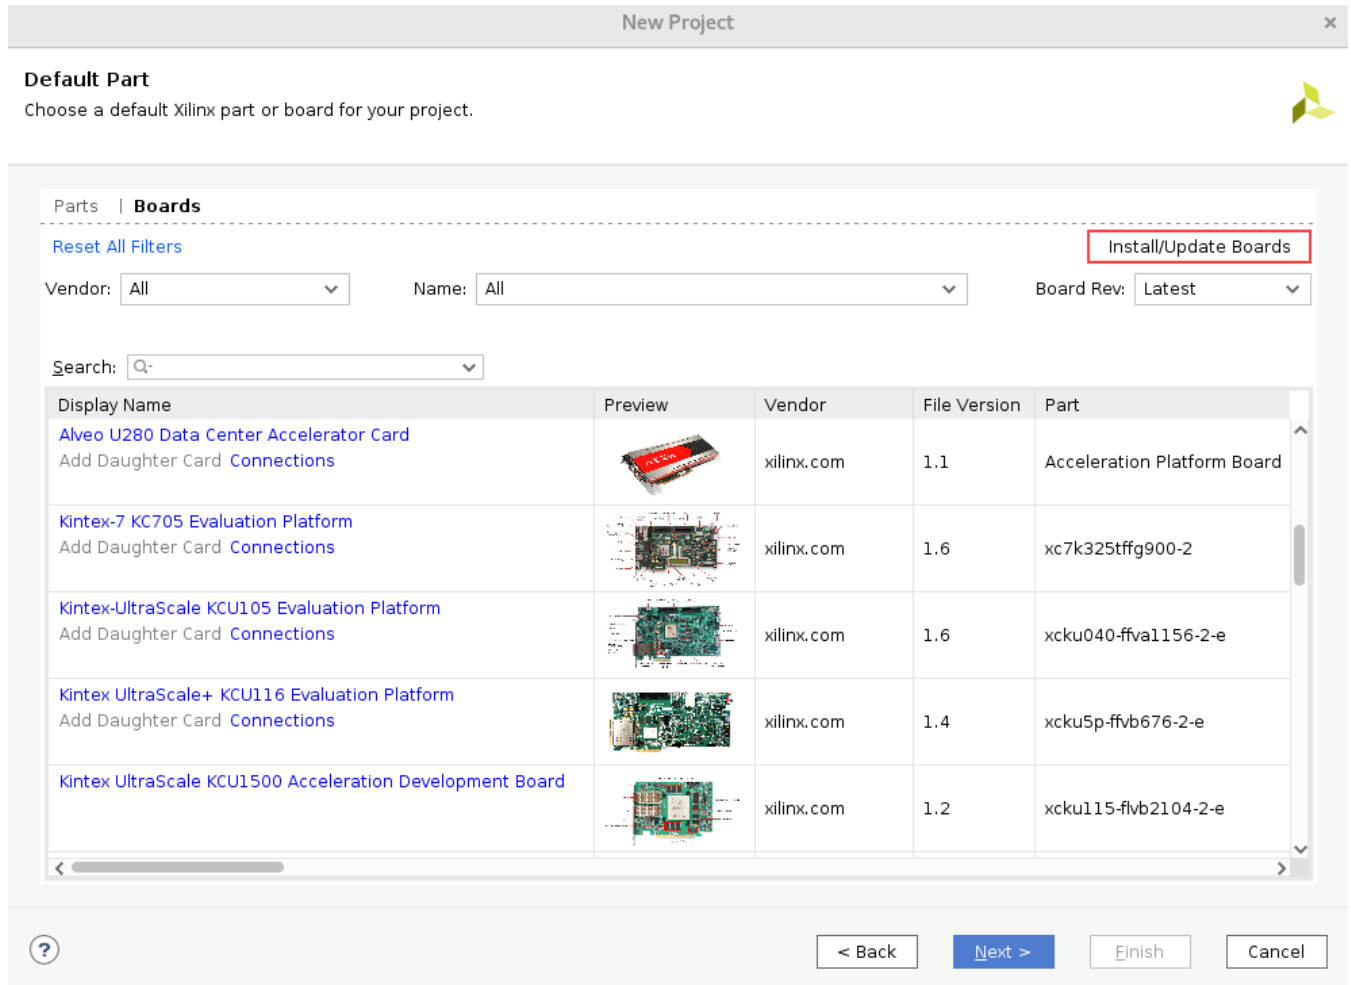 New Project ×
Default Part
Choose a default Xilinx part or board for your project.
Parts | Boards
Reset All Filters
Install/Update Boards
Vendor: All
Name: All
Board Rev: Latest
Search:
Display Name Preview Vendor File Version Part
Alveo U280 Data Center Accelerator Card
Add Daughter Card Connections
xilinx.com 1.1 Acceleration Platform Board
Kintex-7 KC705 Evaluation Platform
Add Daughter Card Connections
xilinx.com 1.6 xc7k325tffg900-2
Kintex-UltraScale KCU105 Evaluation Platform
Add Daughter Card Connections
xilinx.com 1.6 xcku040-ffva1156-2-e
Kintex UltraScale+ KCU116 Evaluation Platform
Add Daughter Card Connections
xilinx.com 1.4 xcku5p-ffvb676-2-e
Kintex UltraScale KCU1500 Acceleration Development Board
xilinx.com 1.2 xcku115-flvb2104-2-e
? < Back Next > Finish Cancel